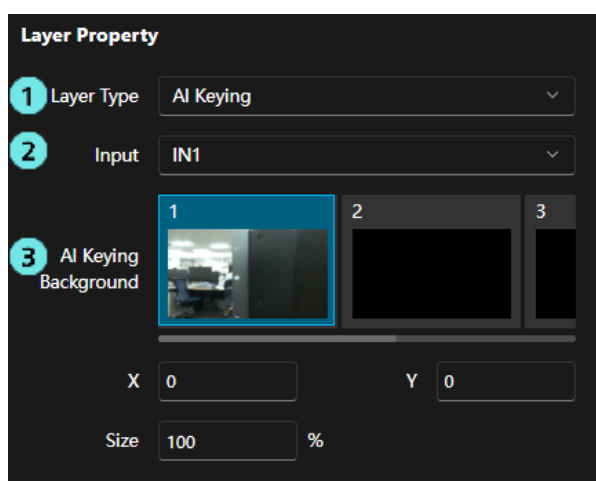 Layer Property
1 Layer Type AI Keying
2 Input IN1
1 2 3
3 AI Keying
Background
X 0 Y 0
Size 100 %